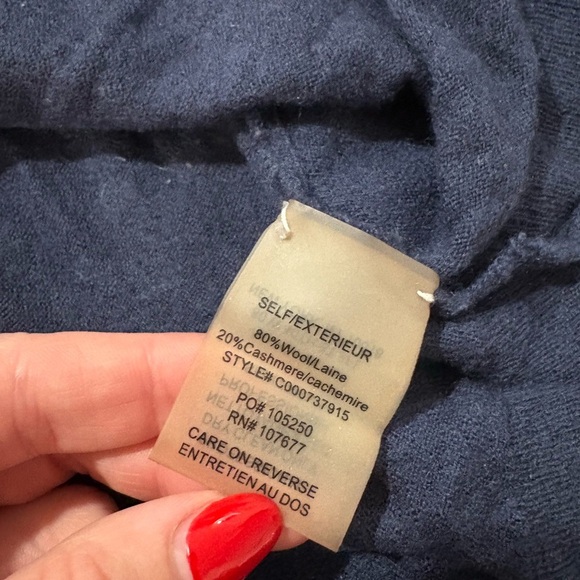 SELF/EXTERIEUR
80%Wool/Laine
20%Cashmere/cachemire
STYLE# C000737915
PO# 105250
RN# 107677
CARE ON REVERSE
ENTRETIEN AU DOS